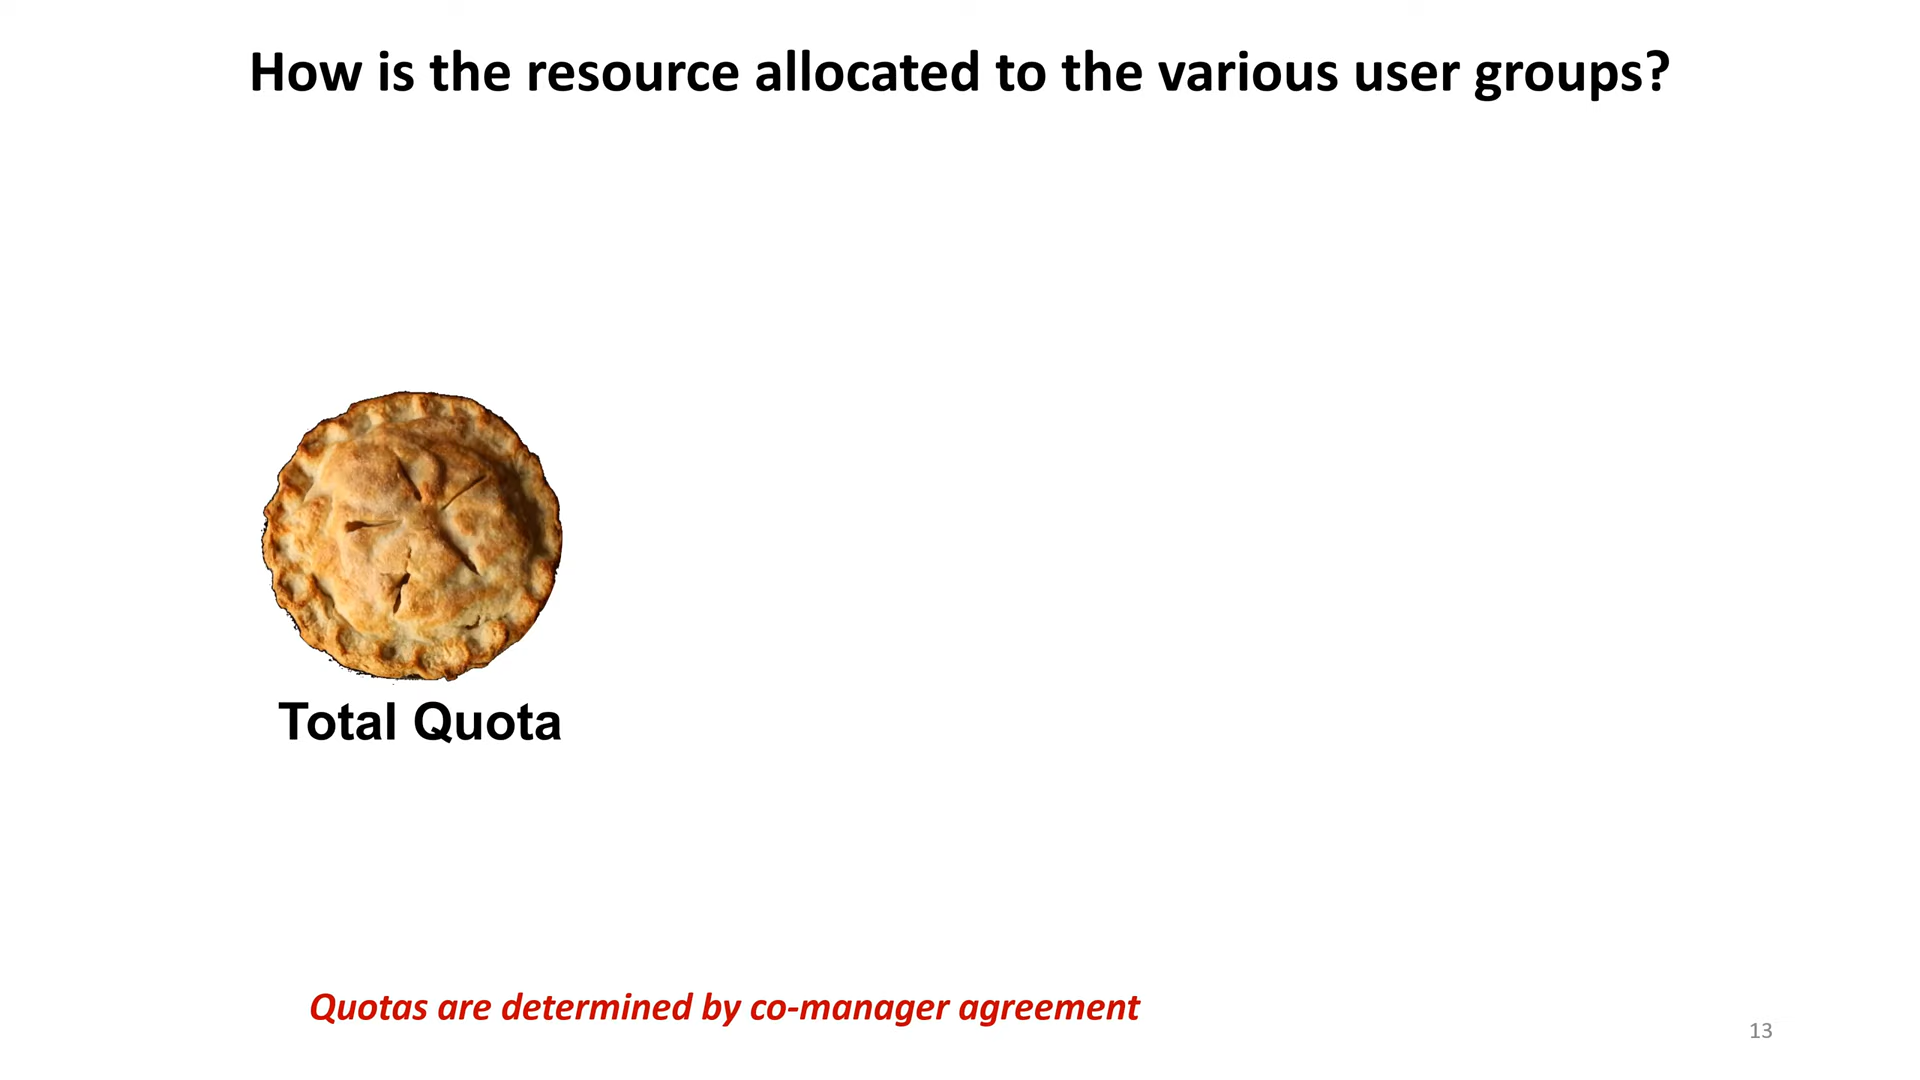 How is the resource allocated to the various user groups?
Total Quota
Quotas are determined by co-manager agreement
13